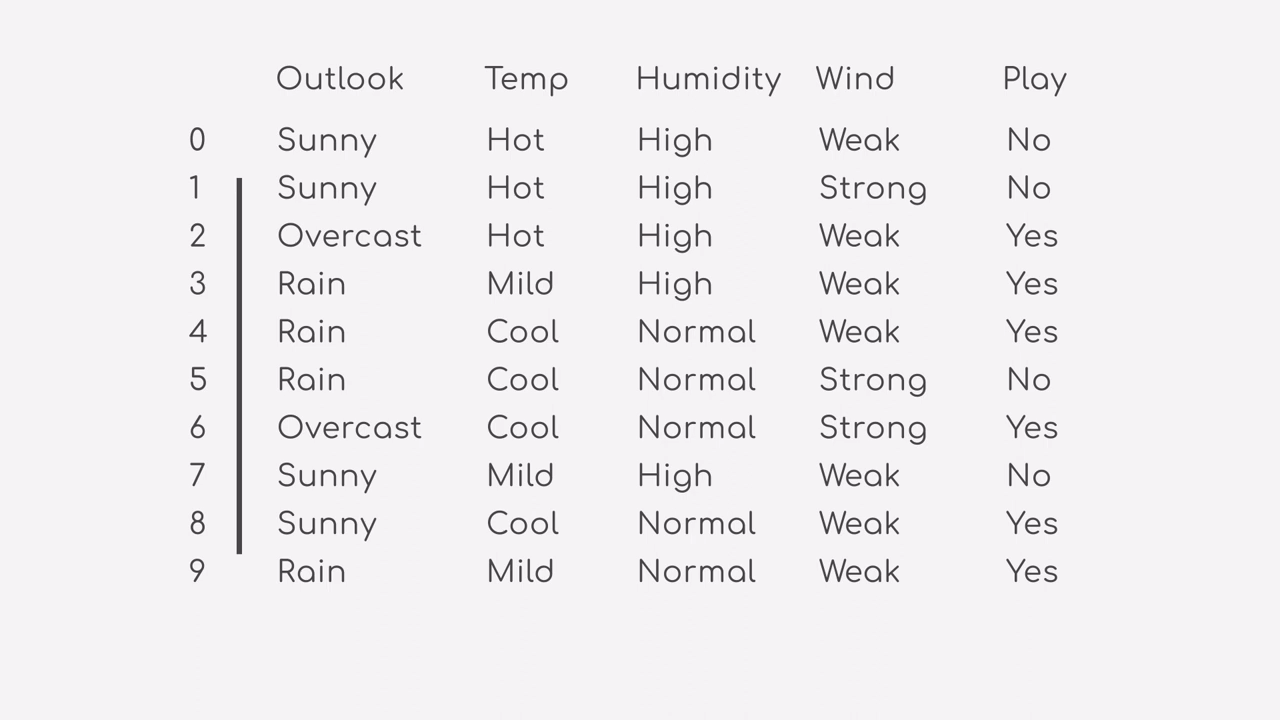 Outlook Temp Humidity Wind Play
0 Sunny Hot High Weak No
1 Sunny Hot High Strong No
2 Overcast Hot High Weak Yes
3 Rain Mild High Weak Yes
4 Rain Cool Normal Weak Yes
5 Rain Cool Normal Strong No
6 Overcast Cool Normal Strong Yes
7 Sunny Mild High Weak No
8 Sunny Cool Normal Weak Yes
9 Rain Mild Normal Weak Yes